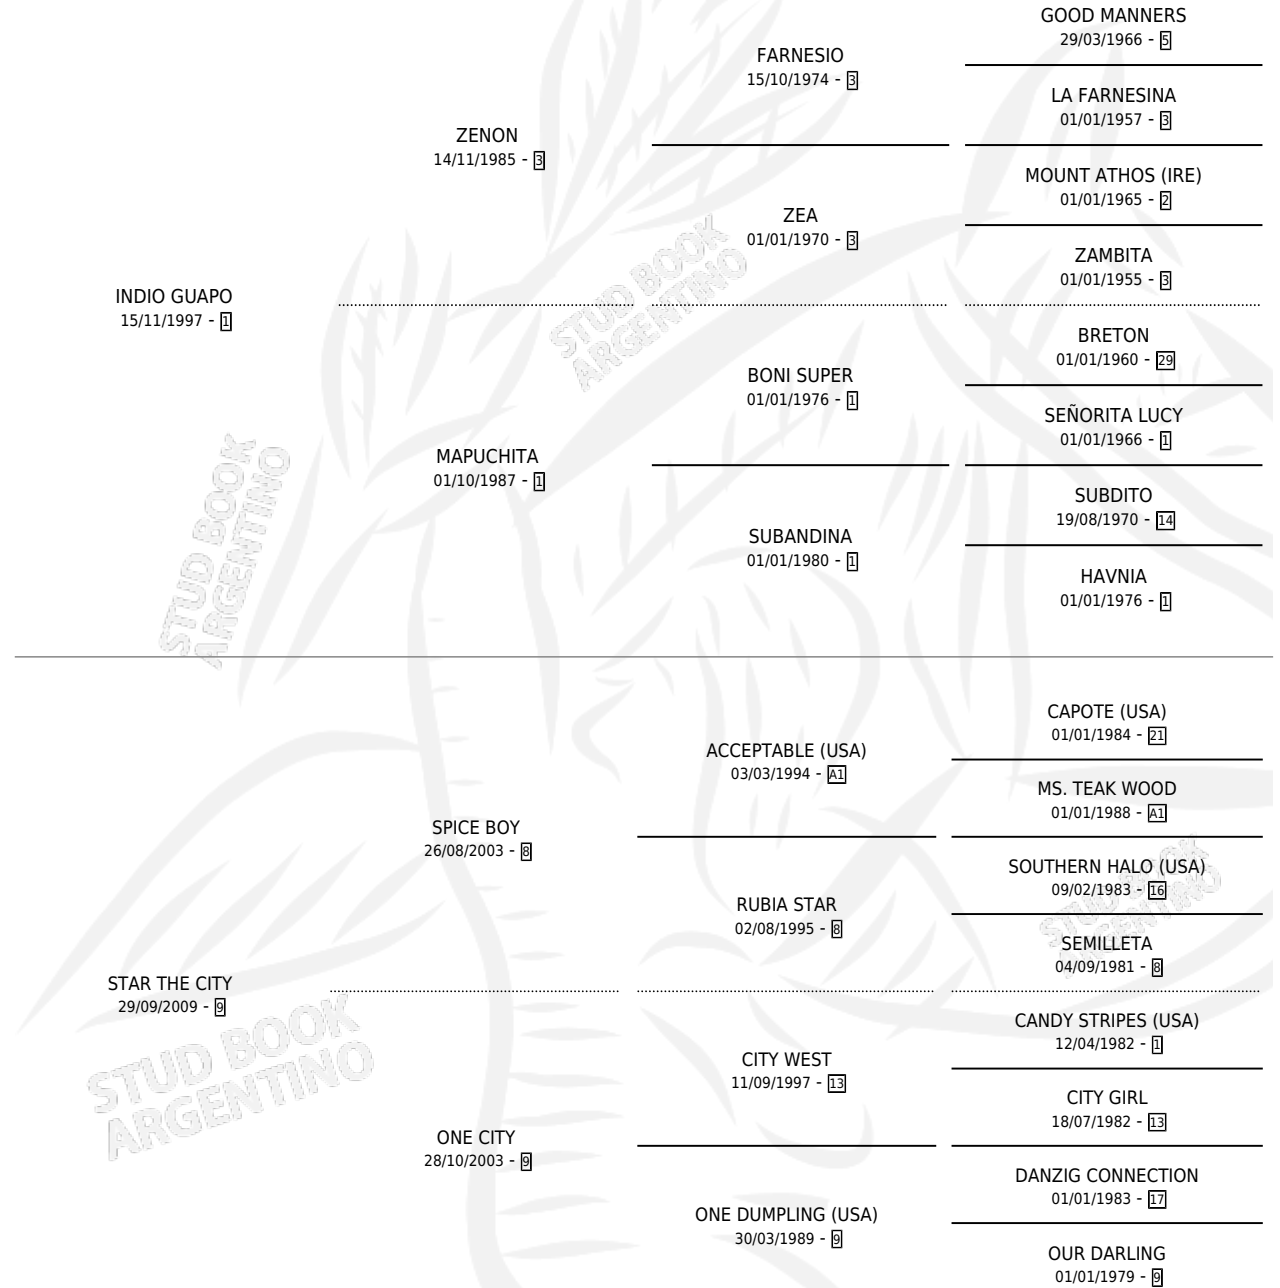 GOOD MANNERS
29/03/1966 - 5
FARNESIO
15/10/1974 - 3
LA FARNESINA
01/01/1957 - 3
ZENON
14/11/1985 - 3
MOUNT ATHOS (IRE)
01/01/1965 - 2
ZEA
01/01/1970 - 3
ZAMBITA
01/01/1955 - 3
INDIO GUAPO
15/11/1997 - 1
BRETON
01/01/1960 - 29
BONI SUPER
01/01/1976 - 1
SEÑORITA LUCY
01/01/1966 - 1
MAPUCHITA
01/10/1987 - 1
SUBDITO
19/08/1970 - 14
SUBANDINA
01/01/1980 - 1
HAVNIA
01/01/1976 - 1
STUD BOOK
ARGENTINO
STUD BOOK
ARGENTINO
CAPOTE (USA)
01/01/1984 - 21
ACCEPTABLE (USA)
03/03/1994 - A1
MS. TEAK WOOD
01/01/1988 - A1
SPICE BOY
26/08/2003 - 8
SOUTHERN HALO (USA)
09/02/1983 - 16
RUBIA STAR
02/08/1995 - 8
SEMILLETA
04/09/1981 - 8
STAR THE CITY
29/09/2009 - 9
CANDY STRIPES (USA)
12/04/1982 - 1
CITY WEST
11/09/1997 - 13
CITY GIRL
18/07/1982 - 13
ONE CITY
28/10/2003 - 9
DANZIG CONNECTION
01/01/1983 - 17
ONE DUMPLING (USA)
30/03/1989 - 9
OUR DARLING
01/01/1979 - 9
STUD BOOK
ARGENTINO
STUD BOOK
ARGENTINO